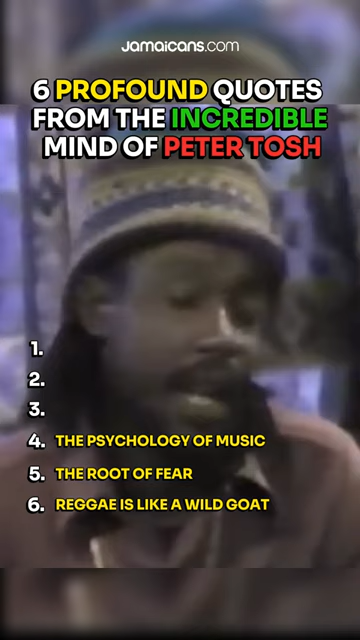 Jamaicans.com
6 PROFOUND QUOTES
FROM THE INCREDIBLE
MIND OF PETER TOSH
1.
2.
3.
4. THE PSYCHOLOGY OF MUSIC
5. THE ROOT OF FEAR
6. REGGAE IS LIKE A WILD GOAT